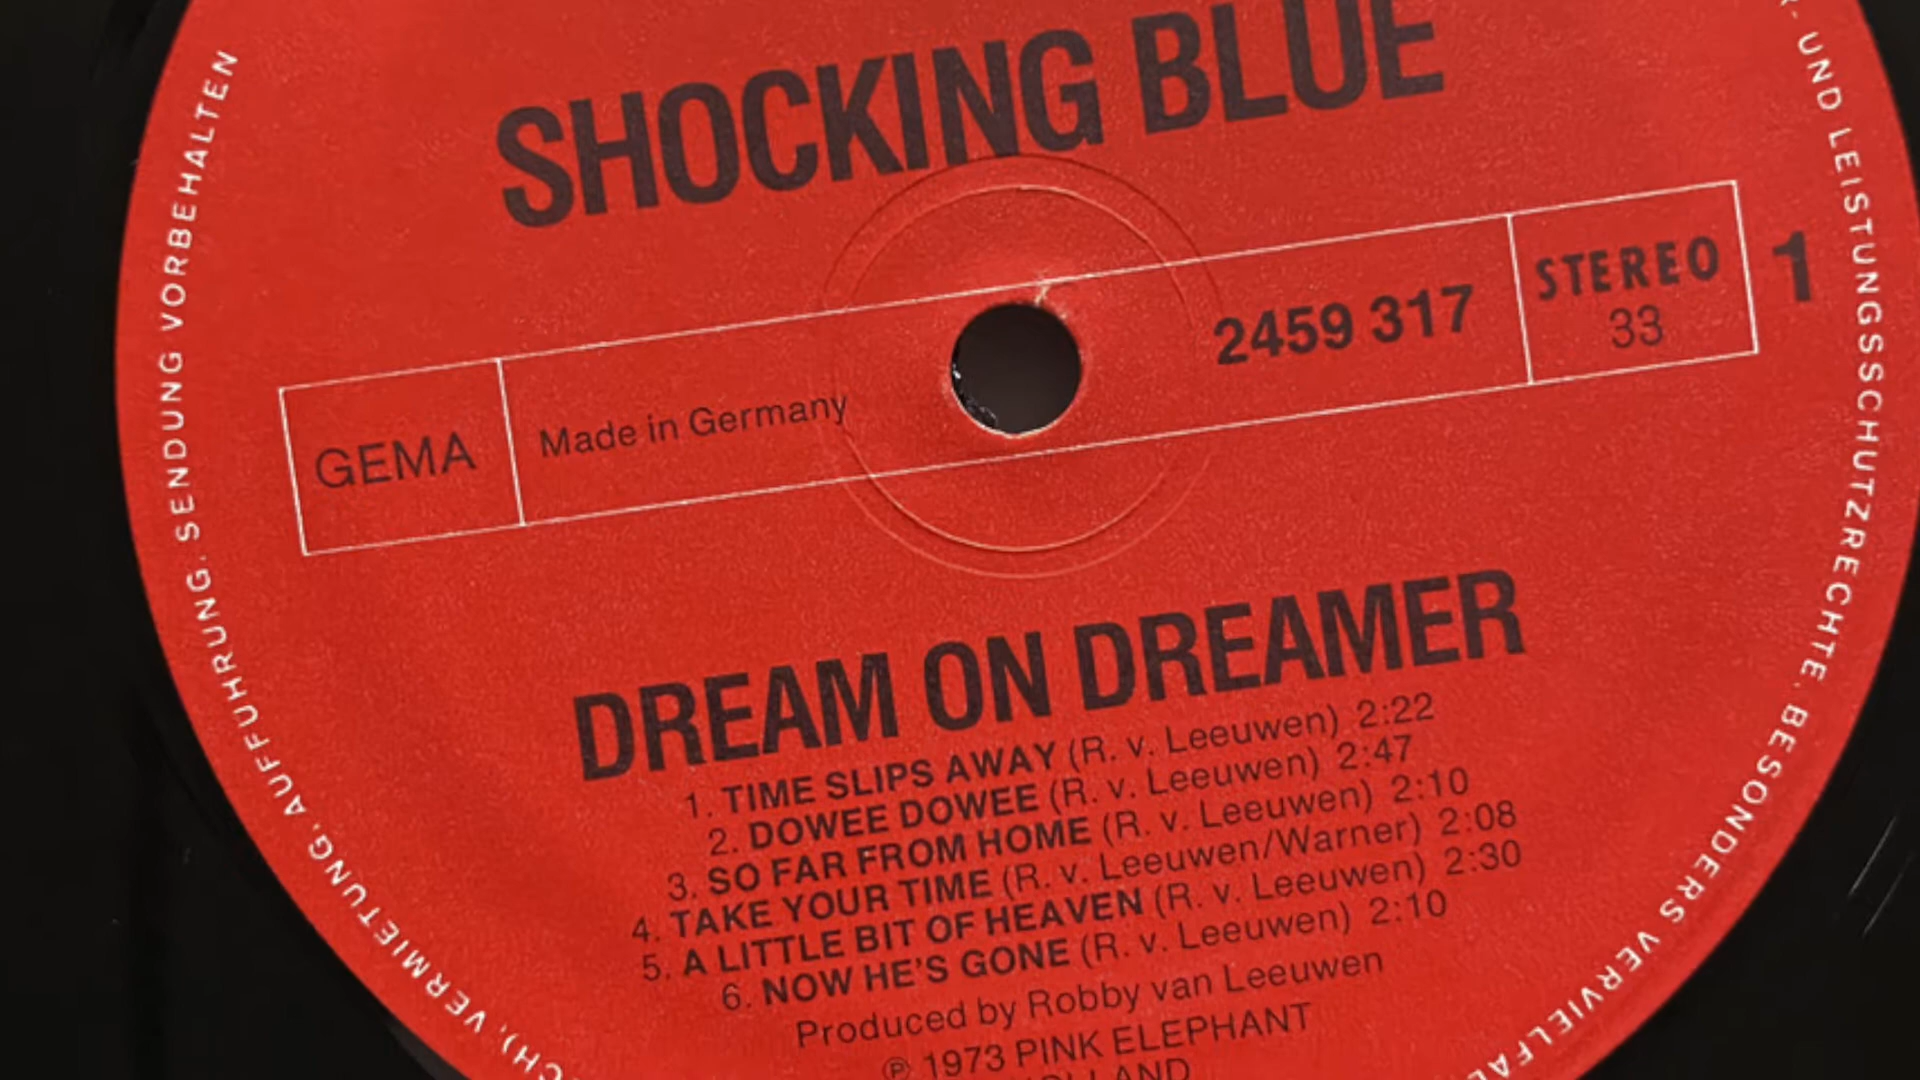 SHOCKING BLUE
GEMA
Made in Germany
2459 317
STEREO
33
1
DREAM ON DREAMER
1. TIME SLIPS AWAY (R. v. Leeuwen) 2:22
2. DOWEE DOWEE (R. v. Leeuwen) 2:47
3. SO FAR FROM HOME (R. v. Leeuwen) 2:10
4. TAKE YOUR TIME (R. v. Leeuwen/Warner) 2:08
5. A LITTLE BIT OF HEAVEN (R. v. Leeuwen) 2:30
6. NOW HE'S GONE (R. v. Leeuwen) 2:10
Produced by Robby van Leeuwen
℗ 1973 PINK ELEPHANT
HOLLAND
UND LEISTUNGSSCHUTZRECHTE. BESONDERS
VERMIETUNG, AUFFÜHRUNG, SENDUNG VORBEHALTEN